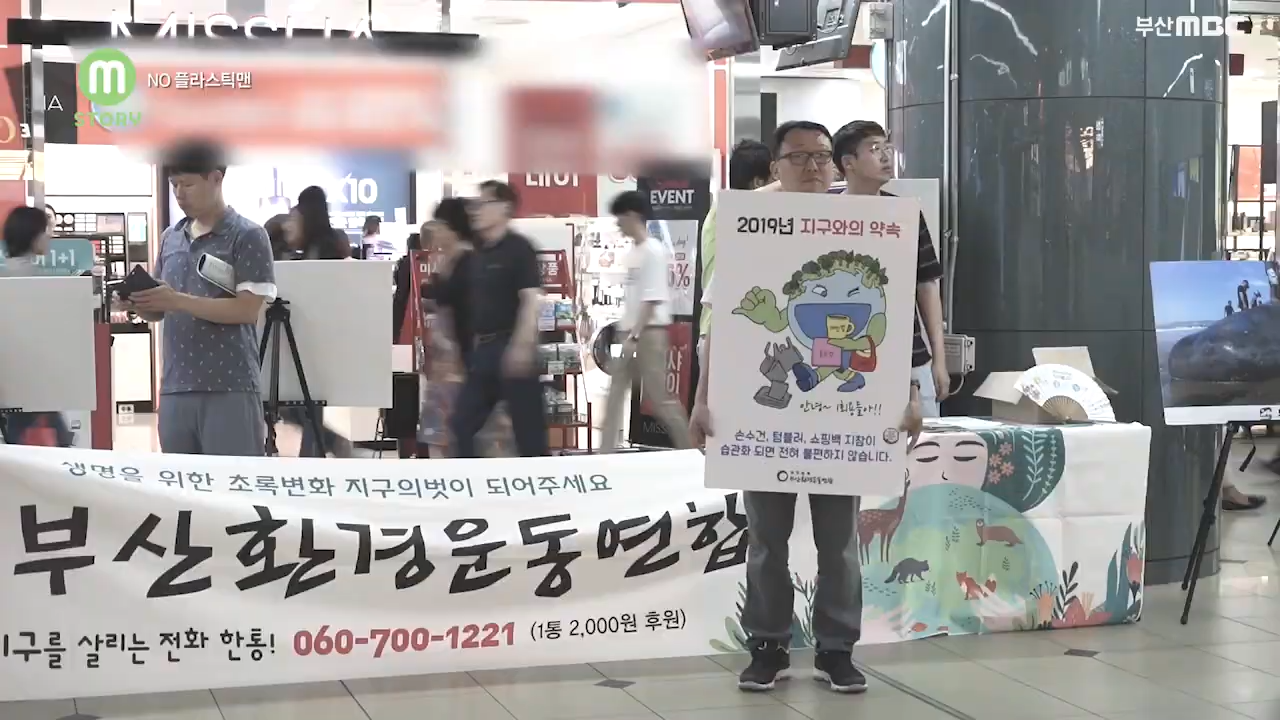 MISSHA
부산MBC
m
STORY
NO 플라스틱맨
EVENT
1+1
2019년 지구와의 약속
안녕~ 1회용품아!!
손수건, 텀블러, 쇼핑백 지참이
습관화 되면 전혀 불편하지 않습니다.
생명을 위한 초록변화 지구의벗이 되어주세요
부산환경운동연합
지구를 살리는 전화 한통! 060-700-1221 (1통 2,000원 후원)